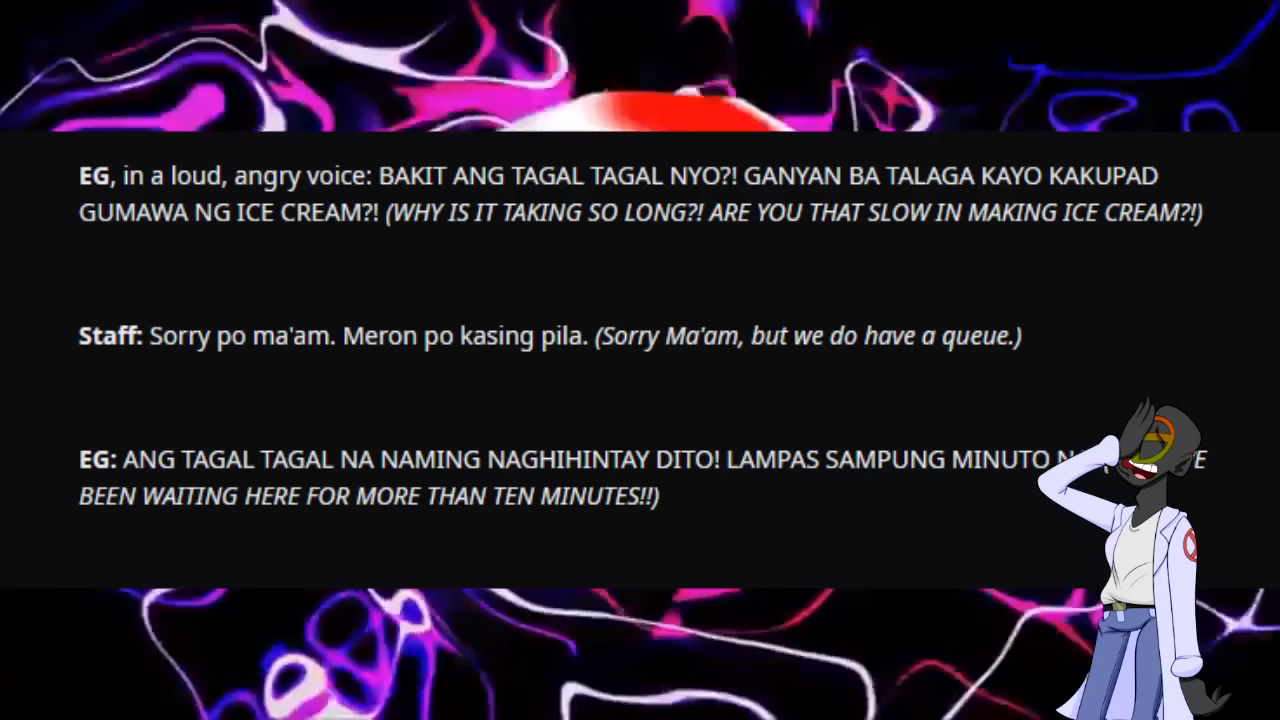 EG, in a loud, angry voice: BAKIT ANG TAGAL TAGAL NYO?! GANYAN BA TALAGA KAYO KAKUPAD
GUMAWA NG ICE CREAM?! (WHY IS IT TAKING SO LONG?! ARE YOU THAT SLOW IN MAKING ICE CREAM?!)
Staff: Sorry po ma'am. Meron po kasing pila. (Sorry Ma'am, but we do have a queue.)
EG: ANG TAGAL TAGAL NA NAMING NAGHIHINTAY DITO! LAMPAS SAMPUNG MINUTO
BEEN WAITING HERE FOR MORE THAN TEN MINUTES!!)